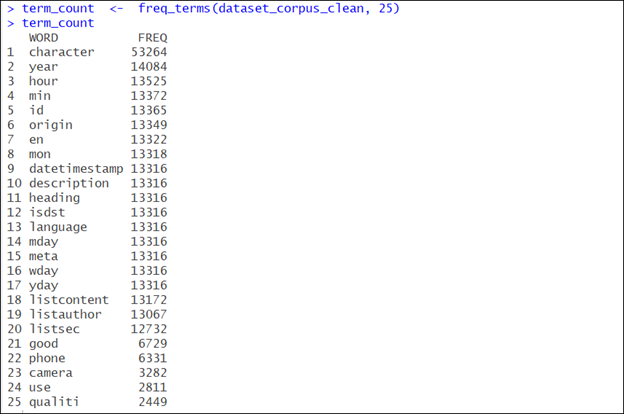 > term_count <- freq_terms(dataset_corpus_clean, 25)
> term_count
WORD FREQ
1 character 53264
2 year 14084
3 hour 13525
4 min 13372
5 id 13365
6 origin 13349
7 en 13322
8 mon 13318
9 datetimestamp 13316
10 description 13316
11 heading 13316
12 isdst 13316
13 language 13316
14 mday 13316
15 meta 13316
16 wday 13316
17 yday 13316
18 listcontent 13172
19 listauthor 13067
20 listsec 12732
21 good 6729
22 phone 6331
23 camera 3282
24 use 2811
25 qualiti 2449